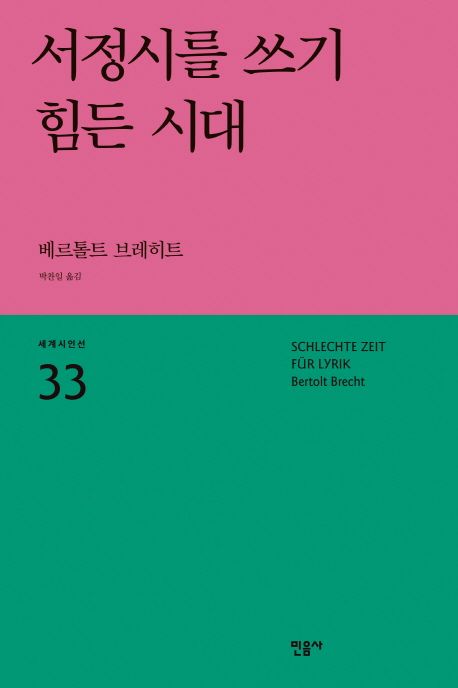 서정시를 쓰기
힘든 시대
베르톨트 브레히트
박찬일 옮김
세계시인선
33
SCHLECHTE ZEIT
FÜR LYRIK
Bertolt Brecht
민음사